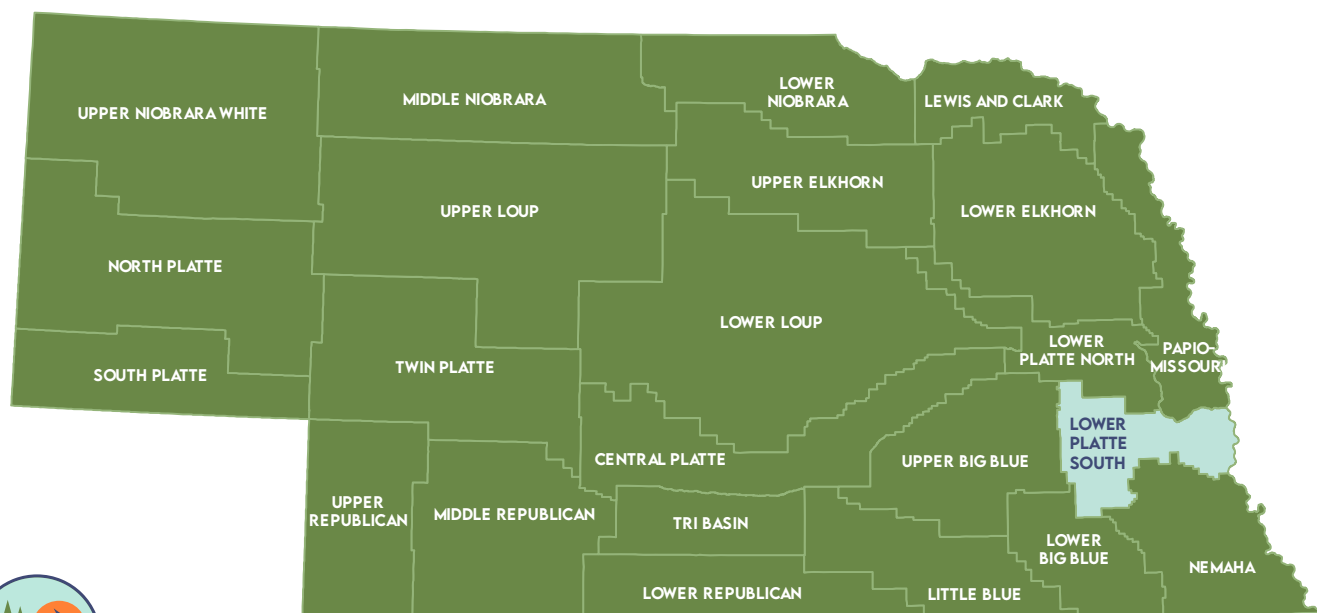 UPPER NIOBRARA WHITE
MIDDLE NIOBRARA
LOWER
NIOBRARA
LEWIS AND CLARK
UPPER ELKHORN
LOWER ELKHORN
UPPER LOUP
NORTH PLATTE
LOWER LOUP
LOWER
PLATTE NORTH
PAPIO-
MISSOURI
SOUTH PLATTE
TWIN PLATTE
LOWER
PLATTE
SOUTH
CENTRAL PLATTE
UPPER BIG BLUE
UPPER
REPUBLICAN
MIDDLE REPUBLICAN
TRI BASIN
LOWER
BIG BLUE
NEMAHA
LOWER REPUBLICAN
LITTLE BLUE